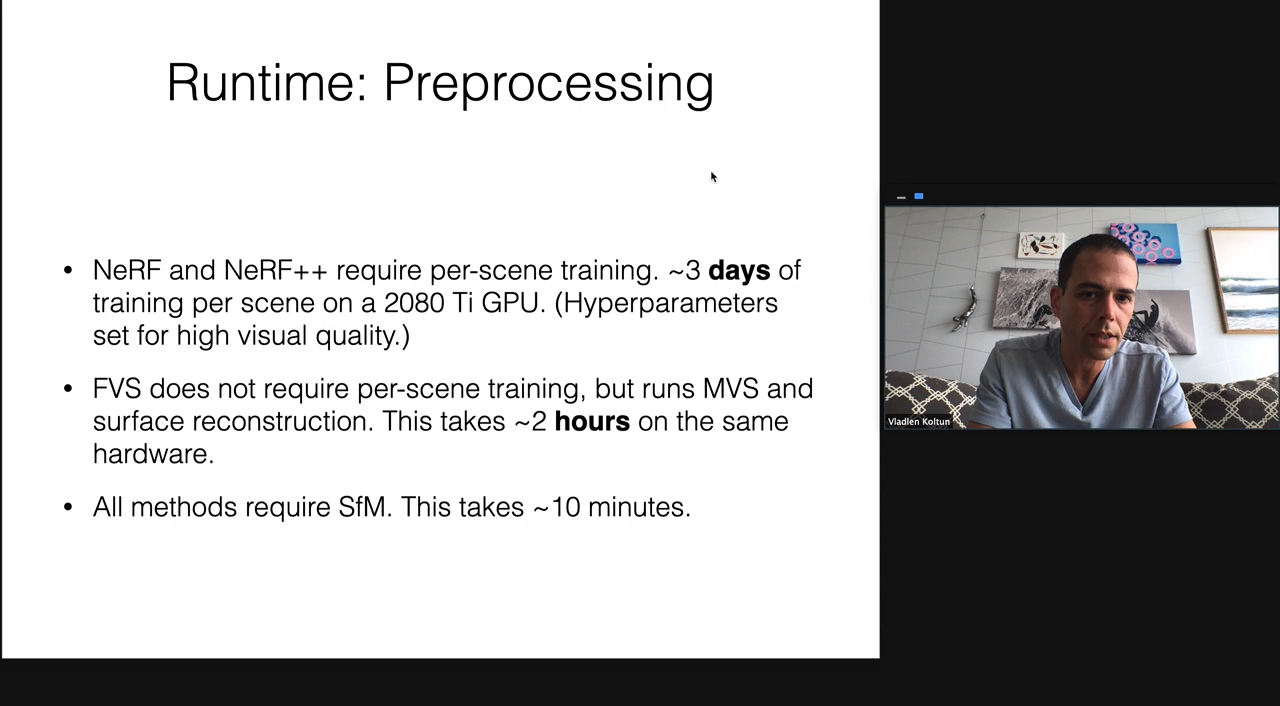 Runtime: Preprocessing
• NeRF and NeRF++ require per-scene training. ~3 days of
training per scene on a 2080 Ti GPU. (Hyperparameters
set for high visual quality.)
• FVS does not require per-scene training, but runs MVS and
surface reconstruction. This takes ~2 hours on the same
hardware.
• All methods require SfM. This takes ~10 minutes.
Vladlen Koltun